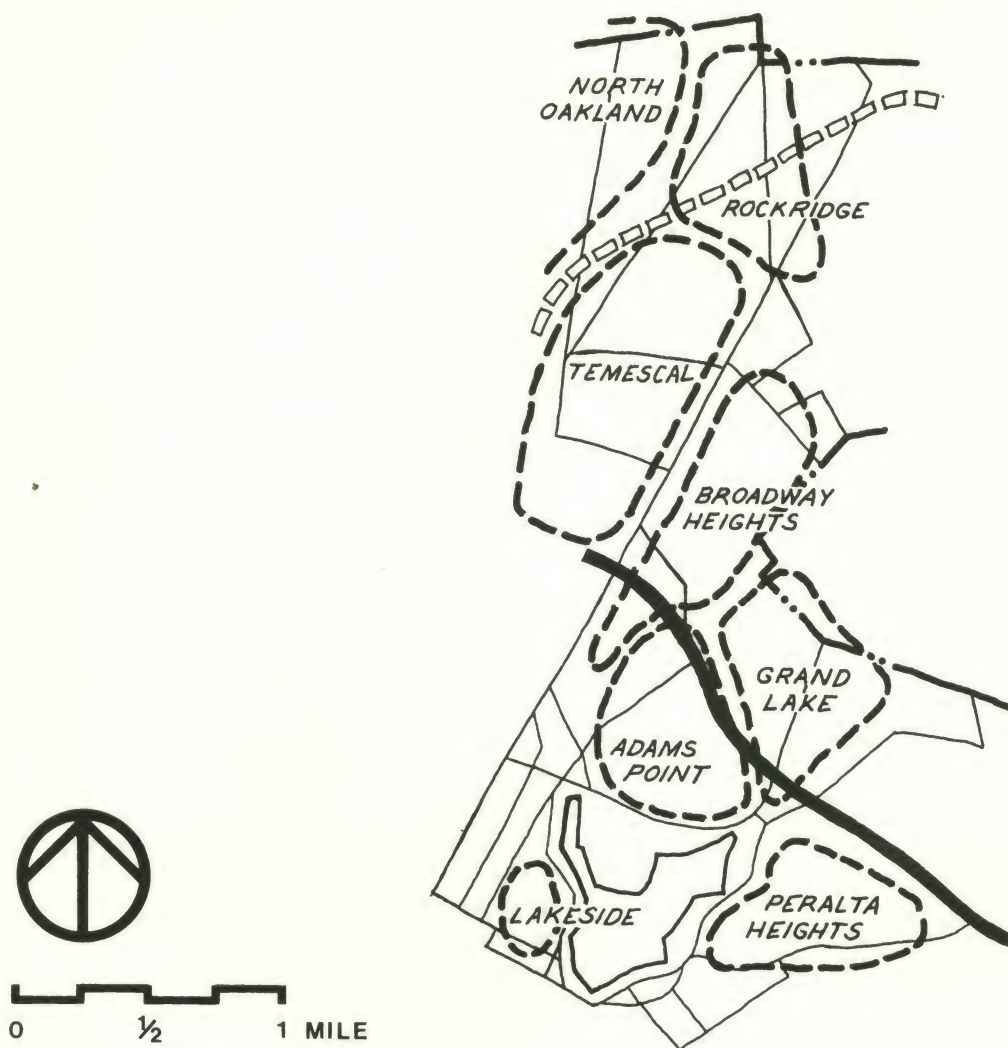 NORTH
OAKLAND
ROCKRIDGE
TEMESCAL
BROADWAY
HEIGHTS
GRAND
LAKE
ADAMS
POINT
LAKESIDE
PERALTA
HEIGHTS
0 ½ 1 MILE